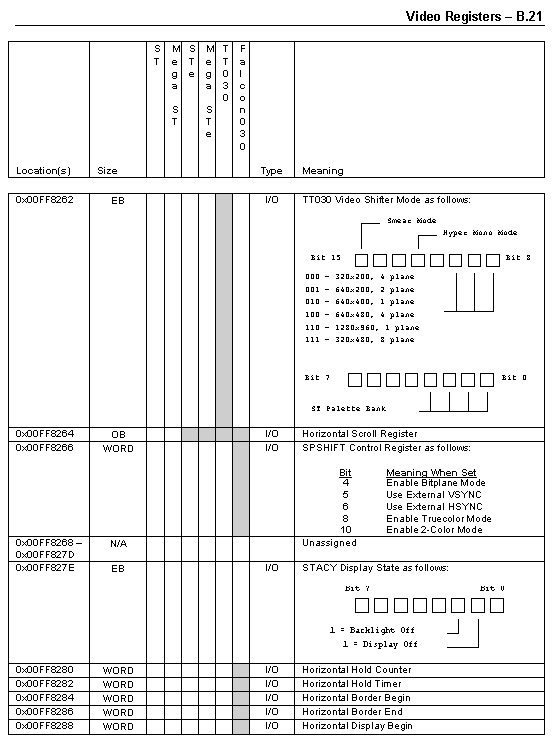 Video Registers – B.21
Location(s) Size ST Mega ST STe Mega STe TT030 Falcon030 Type Meaning
0x00FF8262 EB I/O TT030 Video Shifter Mode as follows:
Smear Mode
Hyper Mono Mode
Bit 15 Bit 8
000 - 320x200, 4 plane
001 - 640x200, 2 plane
010 - 640x400, 1 plane
100 - 640x480, 4 plane
110 - 1280x960, 1 plane
111 - 320x480, 8 plane
Bit 7 Bit 0
ST Palette Bank
0x00FF8264 OB I/O Horizontal Scroll Register
0x00FF8266 WORD I/O SPSHIFT Control Register as follows:
Bit Meaning When Set
4 Enable Bitplane Mode
5 Use External VSYNC
6 Use External HSYNC
8 Enable Truecolor Mode
10 Enable 2-Color Mode
0x00FF8268 – N/A Unassigned
0x00FF827D
0x00FF827E EB I/O STACY Display State as follows:
Bit 7 Bit 0
1 = Backlight Off
1 = Display Off
0x00FF8280 WORD I/O Horizontal Hold Counter
0x00FF8282 WORD I/O Horizontal Hold Timer
0x00FF8284 WORD I/O Horizontal Border Begin
0x00FF8286 WORD I/O Horizontal Border End
0x00FF8288 WORD I/O Horizontal Display Begin